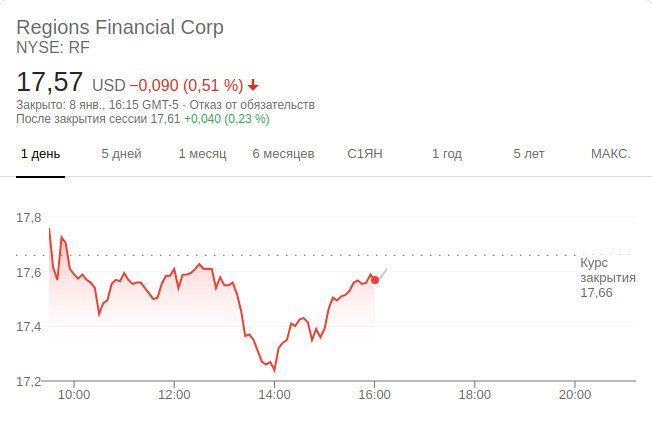 Regions Financial Corp
NYSE: RF
17,57 USD −0,090 (0,51 %)
Закрыто: 8 янв., 16:15 GMT-5 · Отказ от обязательств
После закрытия сессии 17,61 +0,040 (0,23 %)
1 день 5 дней 1 месяц 6 месяцев С1ЯН 1 год 5 лет МАКС.
17,8
17,6
17,4
17,2
Курс
закрытия
17,66
10:00 12:00 14:00 16:00 18:00 20:00